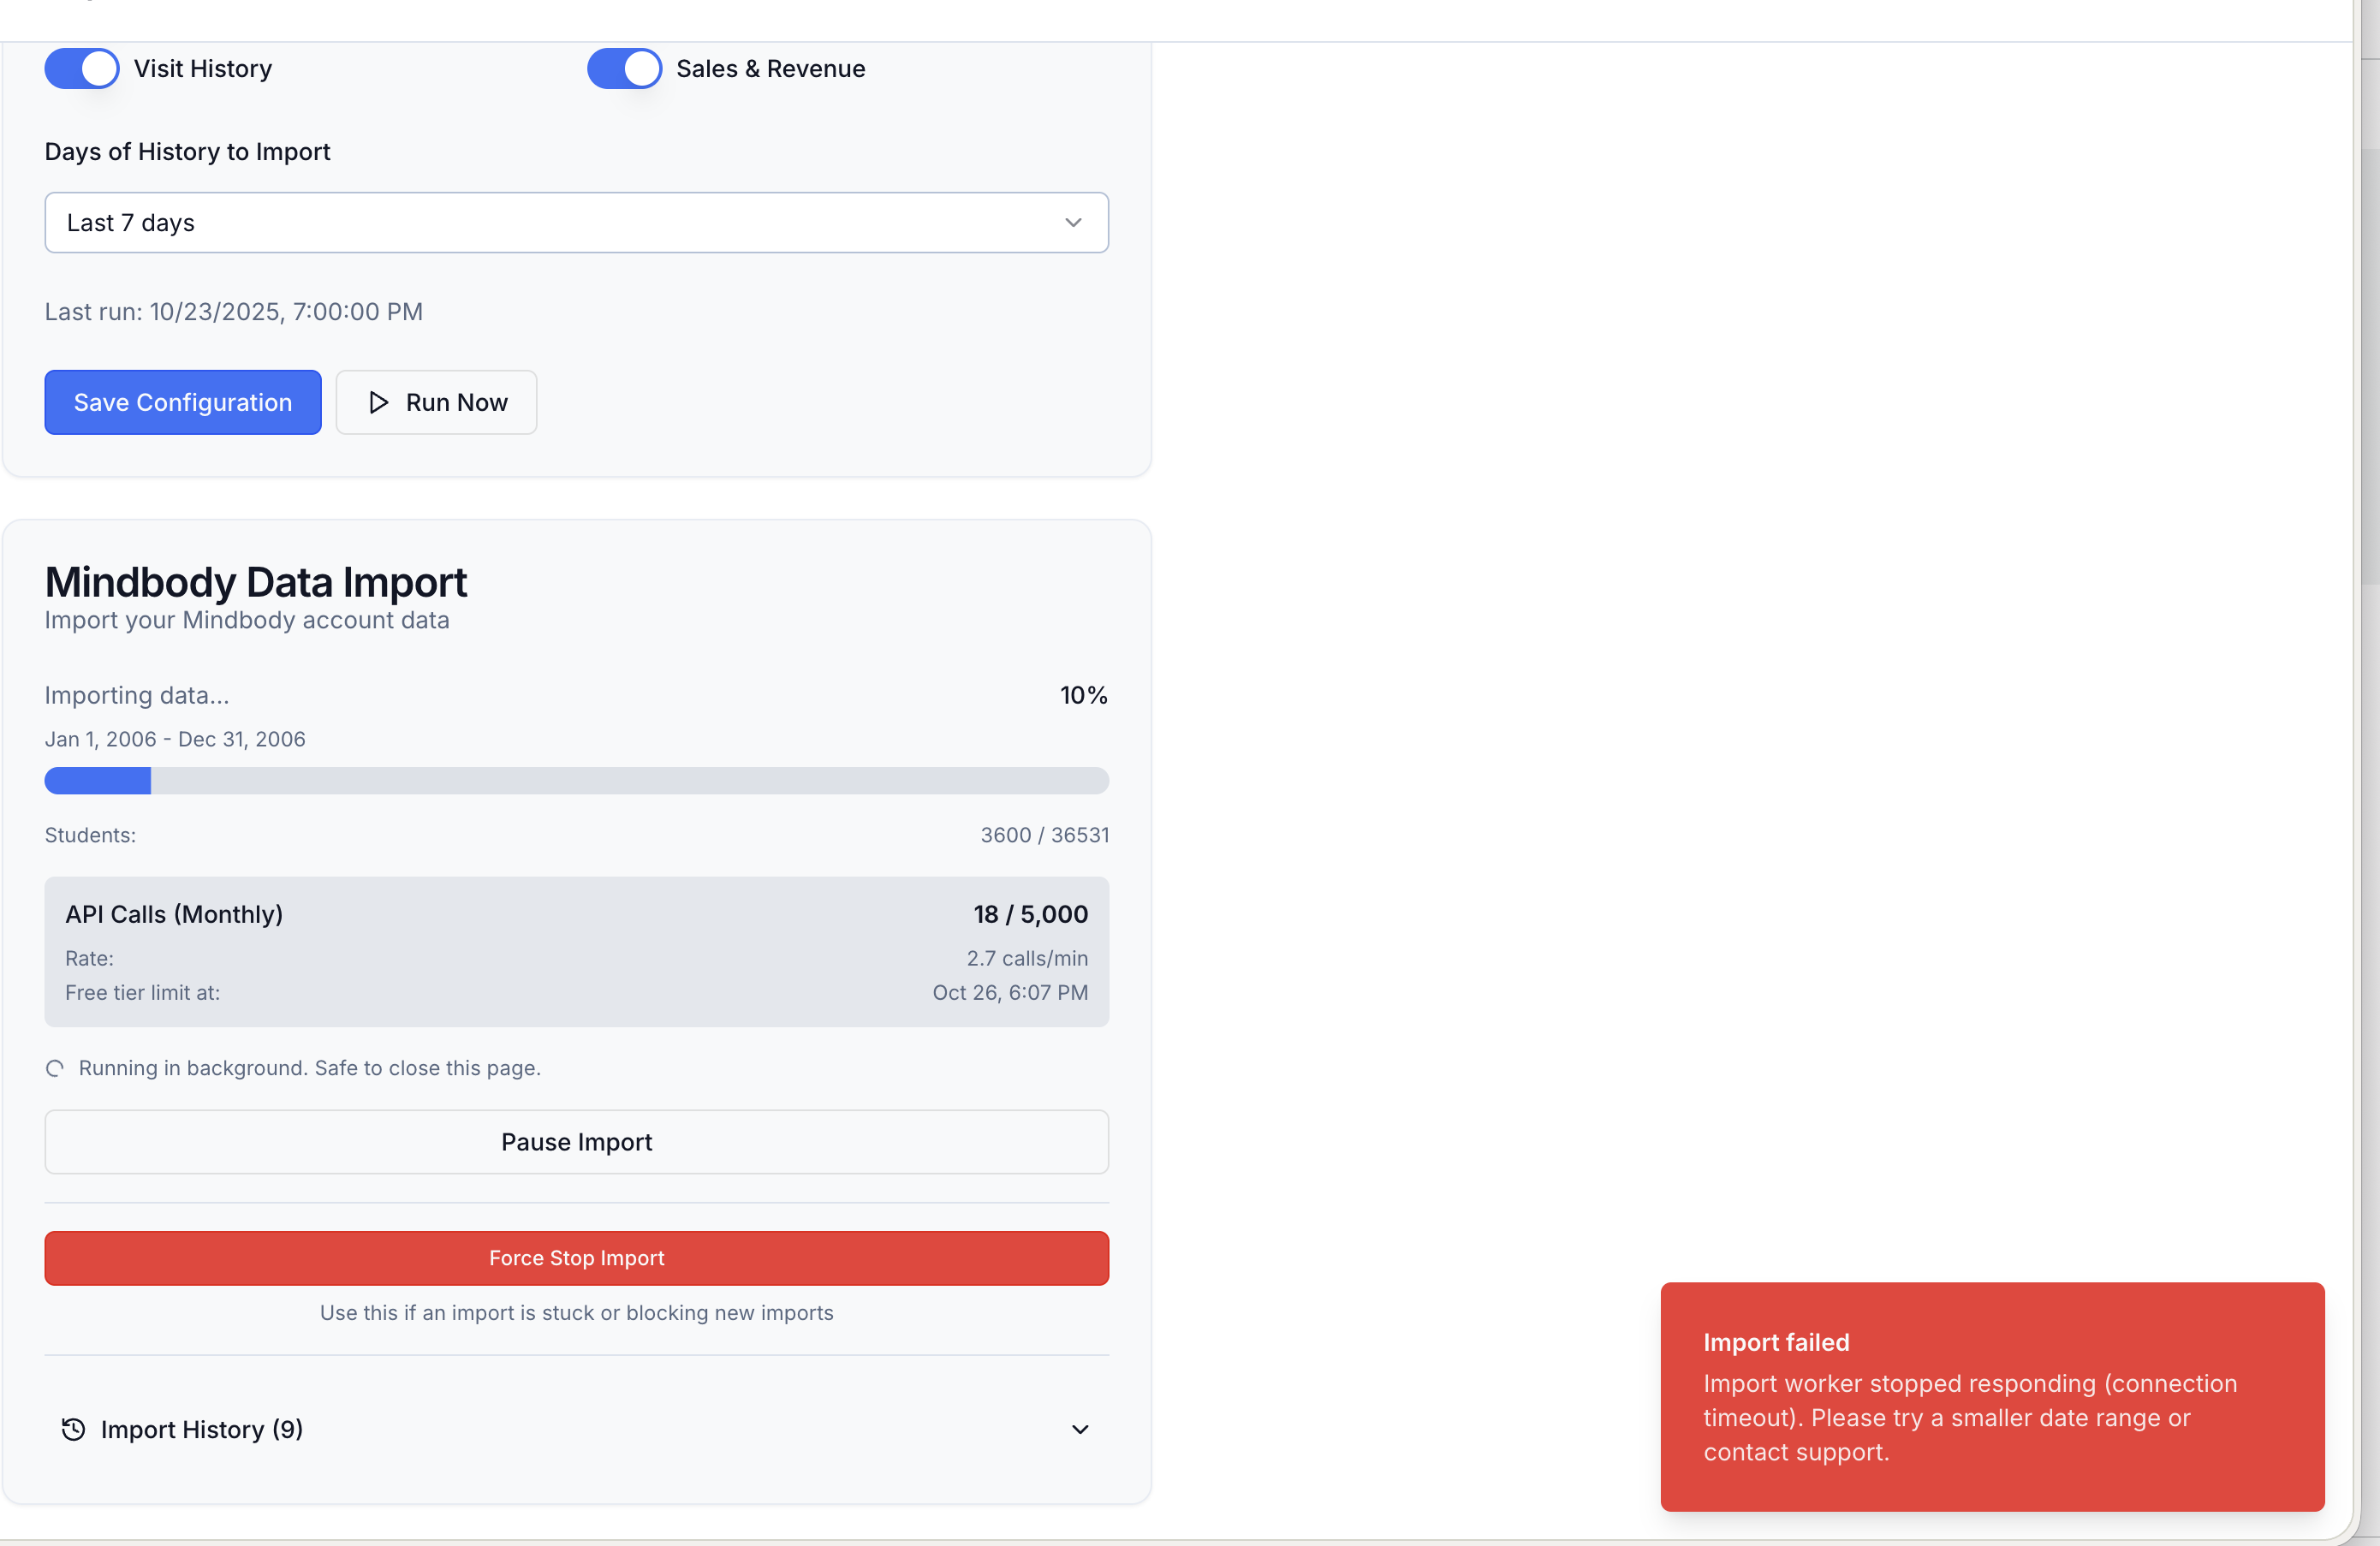 Visit History
Sales & Revenue
Days of History to Import
Last 7 days
Last run: 10/23/2025, 7:00:00 PM
Save Configuration
Run Now
Mindbody Data Import
Import your Mindbody account data
Importing data...
10%
Jan 1, 2006 - Dec 31, 2006
Students:
3600 / 36531
API Calls (Monthly)
18 / 5,000
Rate:
2.7 calls/min
Free tier limit at:
Oct 26, 6:07 PM
Running in background. Safe to close this page.
Pause Import
Force Stop Import
Use this if an import is stuck or blocking new imports
Import History (9)
Import failed
Import worker stopped responding (connection
timeout). Please try a smaller date range or
contact support.